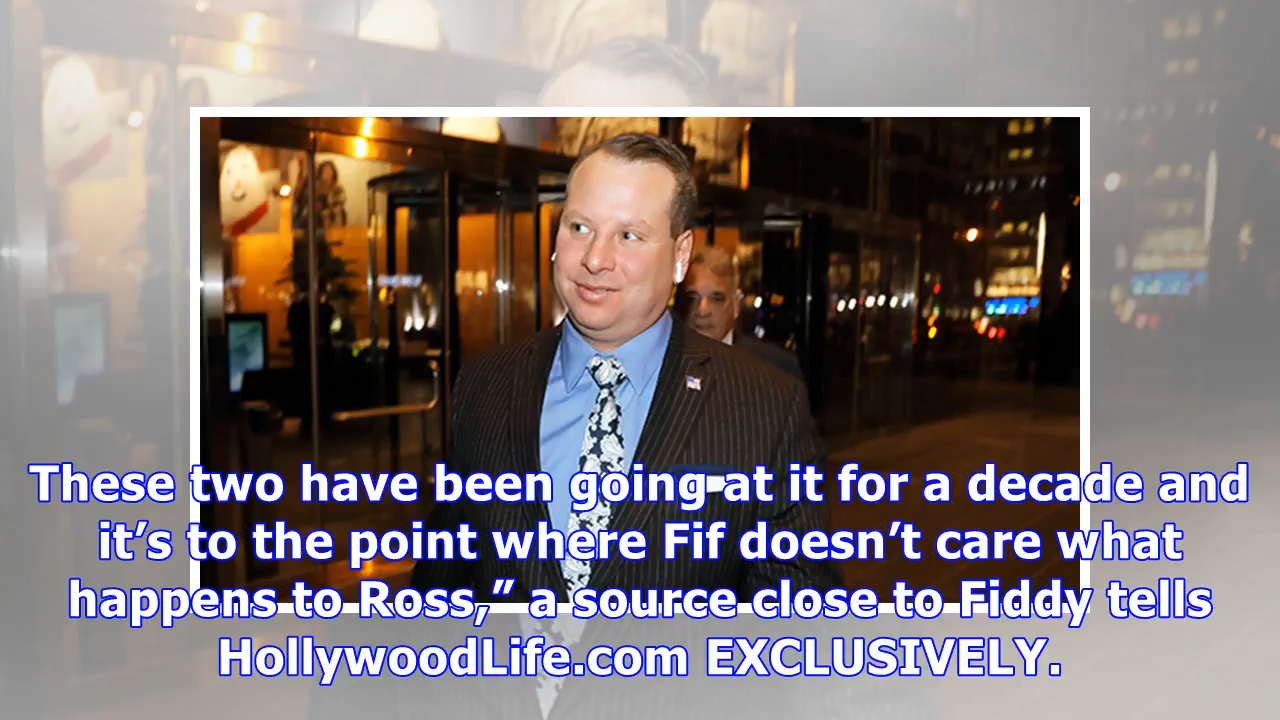 These two have been going at it for a decade and
it’s to the point where Fif doesn’t care what
happens to Ross,” a source close to Fiddy tells
HollywoodLife.com EXCLUSIVELY.